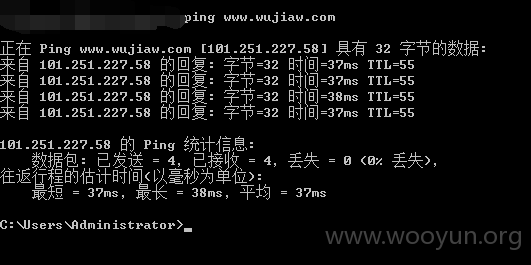 ping www.wujiaw.com
正在 Ping www.wujiaw.com [101.251.227.58] 具有 32 字节的数据:
来自 101.251.227.58 的回复: 字节=32 时间=37ms TTL=55
来自 101.251.227.58 的回复: 字节=32 时间=37ms TTL=55
来自 101.251.227.58 的回复: 字节=32 时间=38ms TTL=55
来自 101.251.227.58 的回复: 字节=32 时间=37ms TTL=55
101.251.227.58 的 Ping 统计信息:
数据包: 已发送 = 4, 已接收 = 4, 丢失 = 0 (0% 丢失),
往返行程的估计时间(以毫秒为单位):
最短 = 37ms, 最长 = 38ms, 平均 = 37ms
C:\Users\Administrator>
www.wooyun.org